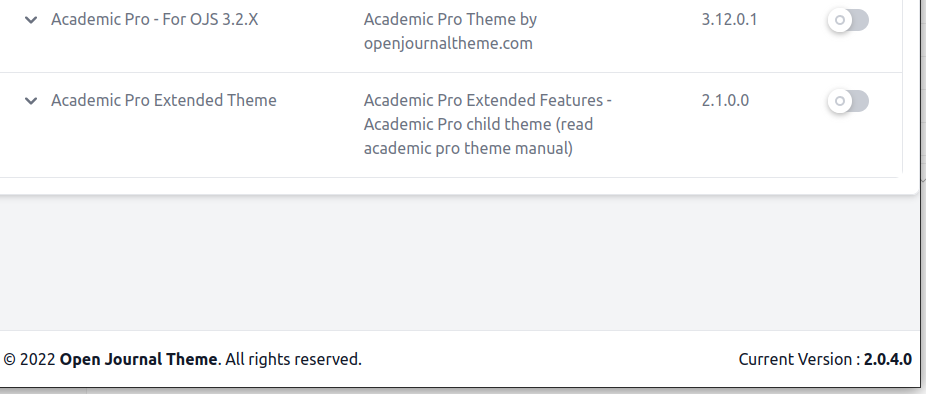 Academic Pro - For OJS 3.2.X Academic Pro Theme by 3.12.0.1
openjournaltheme.com
Academic Pro Extended Theme Academic Pro Extended Features - 2.1.0.0
Academic Pro child theme (read
academic pro theme manual)
© 2022 Open Journal Theme. All rights reserved. Current Version : 2.0.4.0